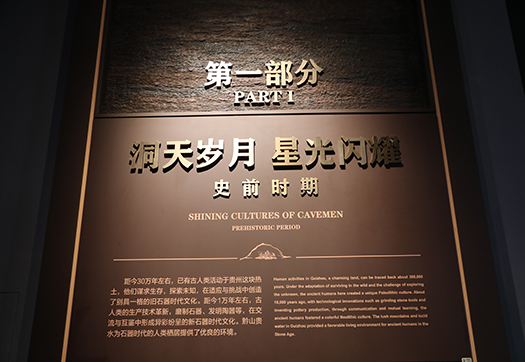 第一部分
PART I
洞天岁月 星光闪耀
史前时期
SHINING CULTURES OF CAVEMEN
PREHISTORIC PERIOD
距今30万年左右，已有古人类活动于贵州这块热
土，他们谋求生存，探索未知，在适应与挑战中创造
了别具一格的旧石器时代文化。距今1万年左右，古
人类的生产技术革新，磨制石器、发明陶器等，在交
流与互鉴中形成异彩纷呈的新石器时代文化。黔山贵
水为石器时代的人类栖居提供了优良的环境。
Human activities in Guizhou, a charming land, can be traced back about 300,000
years. Under the adaptation of surviving in the wild and the challenge of exploring
the unknown, the ancient humans here created a unique Paleolithic culture. About
10,000 years ago, with technological innovations such as grinding stone tools and
inventing pottery production, through communication and mutual learning, the
ancient humans fostered a colorful Neolithic culture. The lush mountains and lucid
water in Guizhou provided a favorable living environment for ancient humans in the
Stone Age.